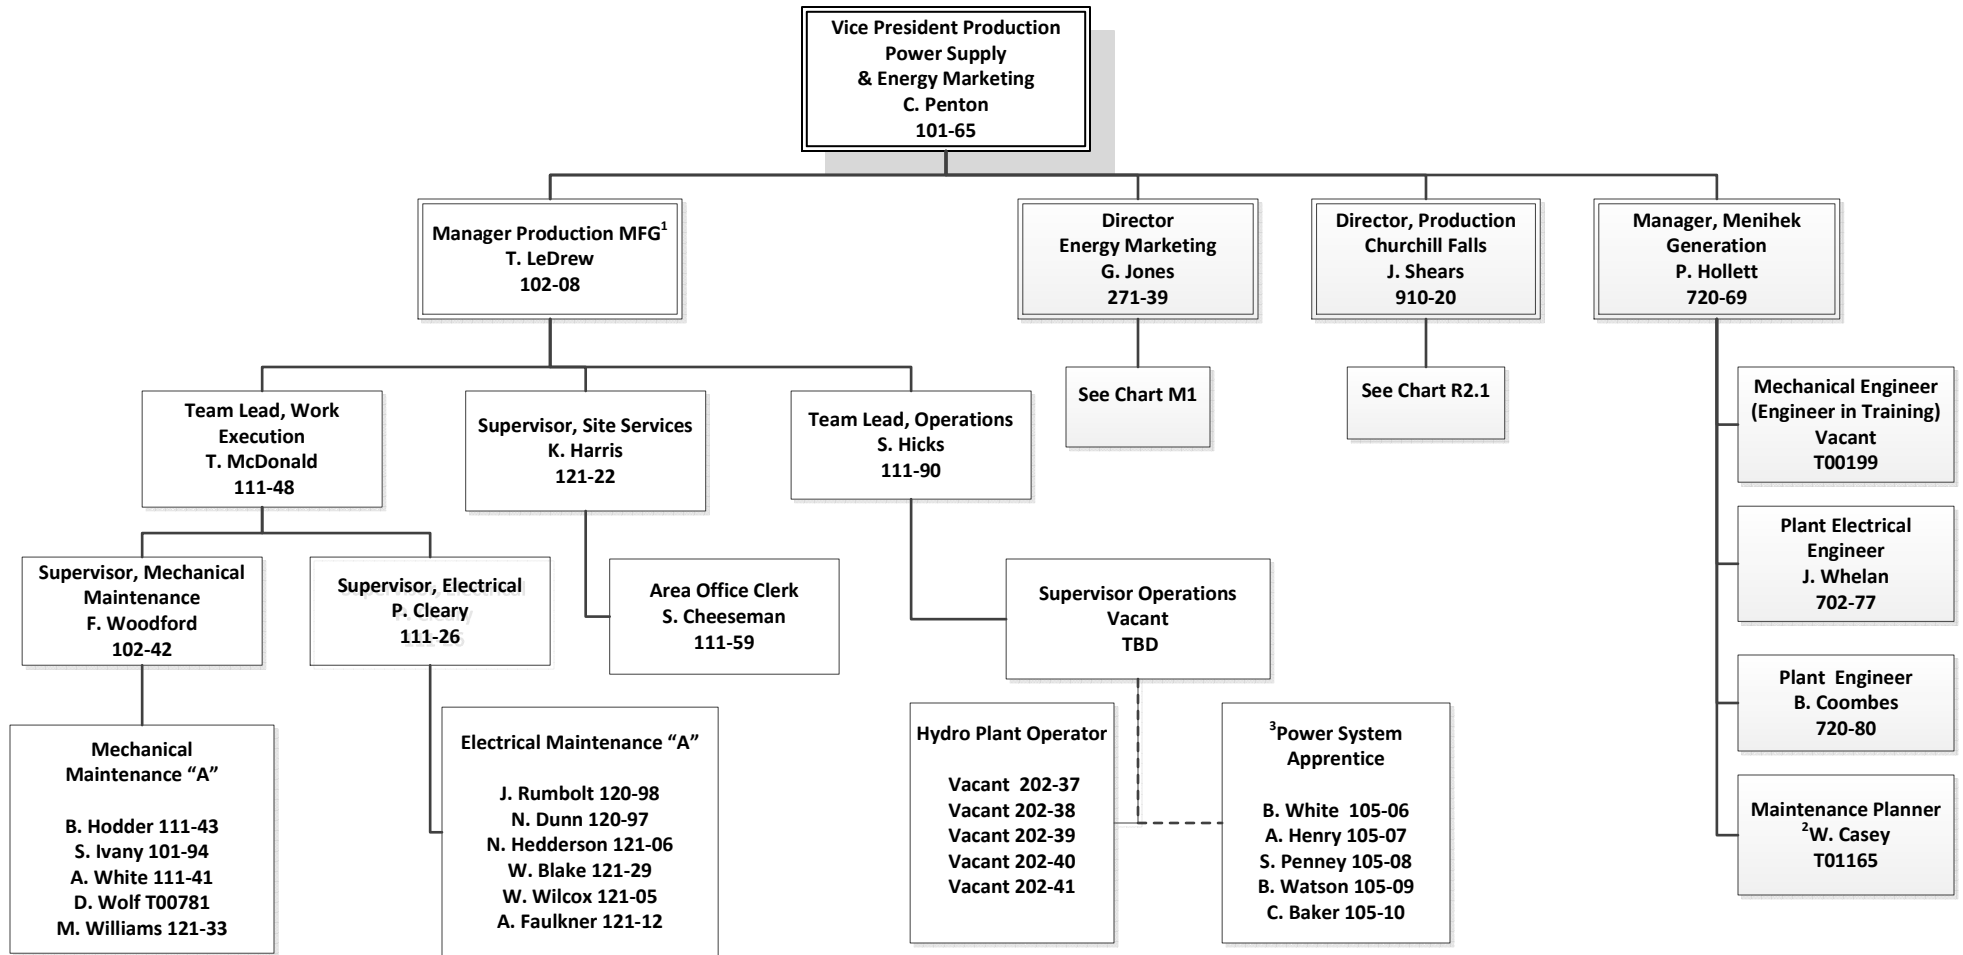 Vice President Production
Power Supply
& Energy Marketing
C. Penton
101-65
Manager Production MFG¹
T. LeDrew
102-08
Director
Energy Marketing
G. Jones
271-39
Director, Production
Churchill Falls
J. Shears
910-20
Manager, Menihek
Generation
P. Hollett
720-69
Team Lead, Work
Execution
T. McDonald
111-48
Supervisor, Site Services
K. Harris
121-22
Team Lead, Operations
S. Hicks
111-90
See Chart M1
See Chart R2.1
Mechanical Engineer
(Engineer in Training)
Vacant
T00199
Plant Electrical
Engineer
J. Whelan
702-77
Plant Engineer
B. Coombes
720-80
Maintenance Planner
²W. Casey
T01165
Supervisor, Mechanical
Maintenance
F. Woodford
102-42
Supervisor, Electrical
P. Cleary
111-26
Area Office Clerk
S. Cheeseman
111-59
Supervisor Operations
Vacant
TBD
Mechanical
Maintenance “A”
B. Hodder 111-43
S. Ivany 101-94
A. White 111-41
D. Wolf T00781
M. Williams 121-33
Electrical Maintenance “A”
J. Rumbolt 120-98
N. Dunn 120-97
N. Hedderson 121-06
W. Blake 121-29
W. Wilcox 121-05
A. Faulkner 121-12
Hydro Plant Operator
Vacant 202-37
Vacant 202-38
Vacant 202-39
Vacant 202-40
Vacant 202-41
³Power System
Apprentice
B. White 105-06
A. Henry 105-07
S. Penney 105-08
B. Watson 105-09
C. Baker 105-10